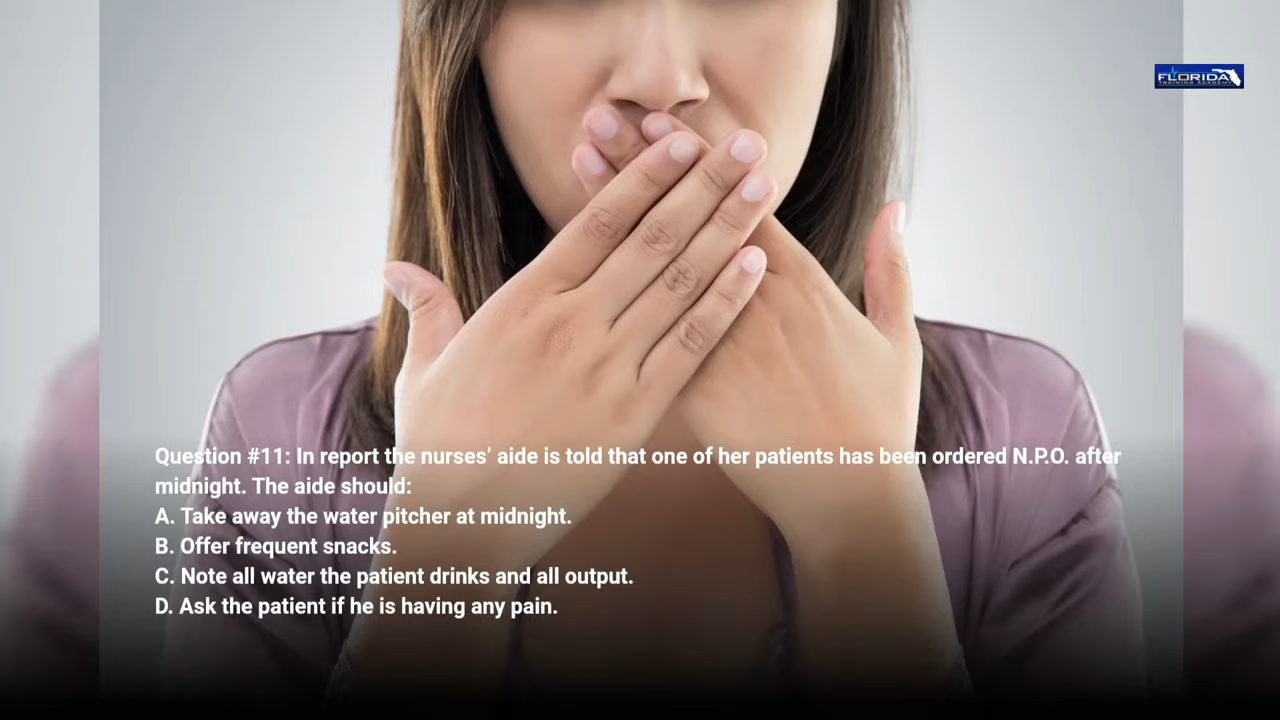 FLORIDA
TRAINING ACADEMY
Question #11: In report the nurses’ aide is told that one of her patients has been ordered N.P.O. after
midnight. The aide should:
A. Take away the water pitcher at midnight.
B. Offer frequent snacks.
C. Note all water the patient drinks and all output.
D. Ask the patient if he is having any pain.